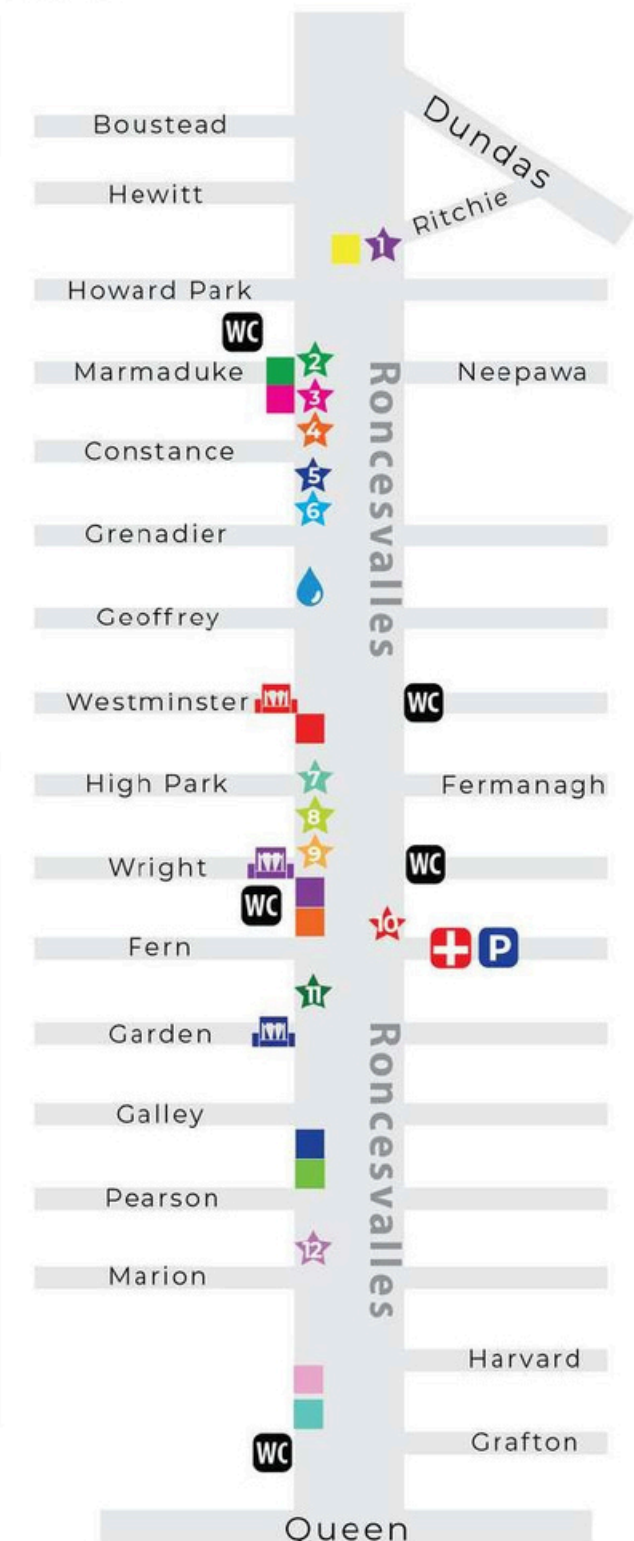 Boustead
Dundas
Hewitt
Ritchie
1
Howard Park
WC
2
Marmaduke
Neepawa
3
Roncesvalles
4
Constance
5
6
Grenadier
Geoffrey
Westminster
WC
7
High Park
Fermanagh
8
9
Wright
WC
WC
10
Fern
P
11
Garden
Roncesvalles
Galley
Pearson
12
Marion
Harvard
Grafton
WC
Queen